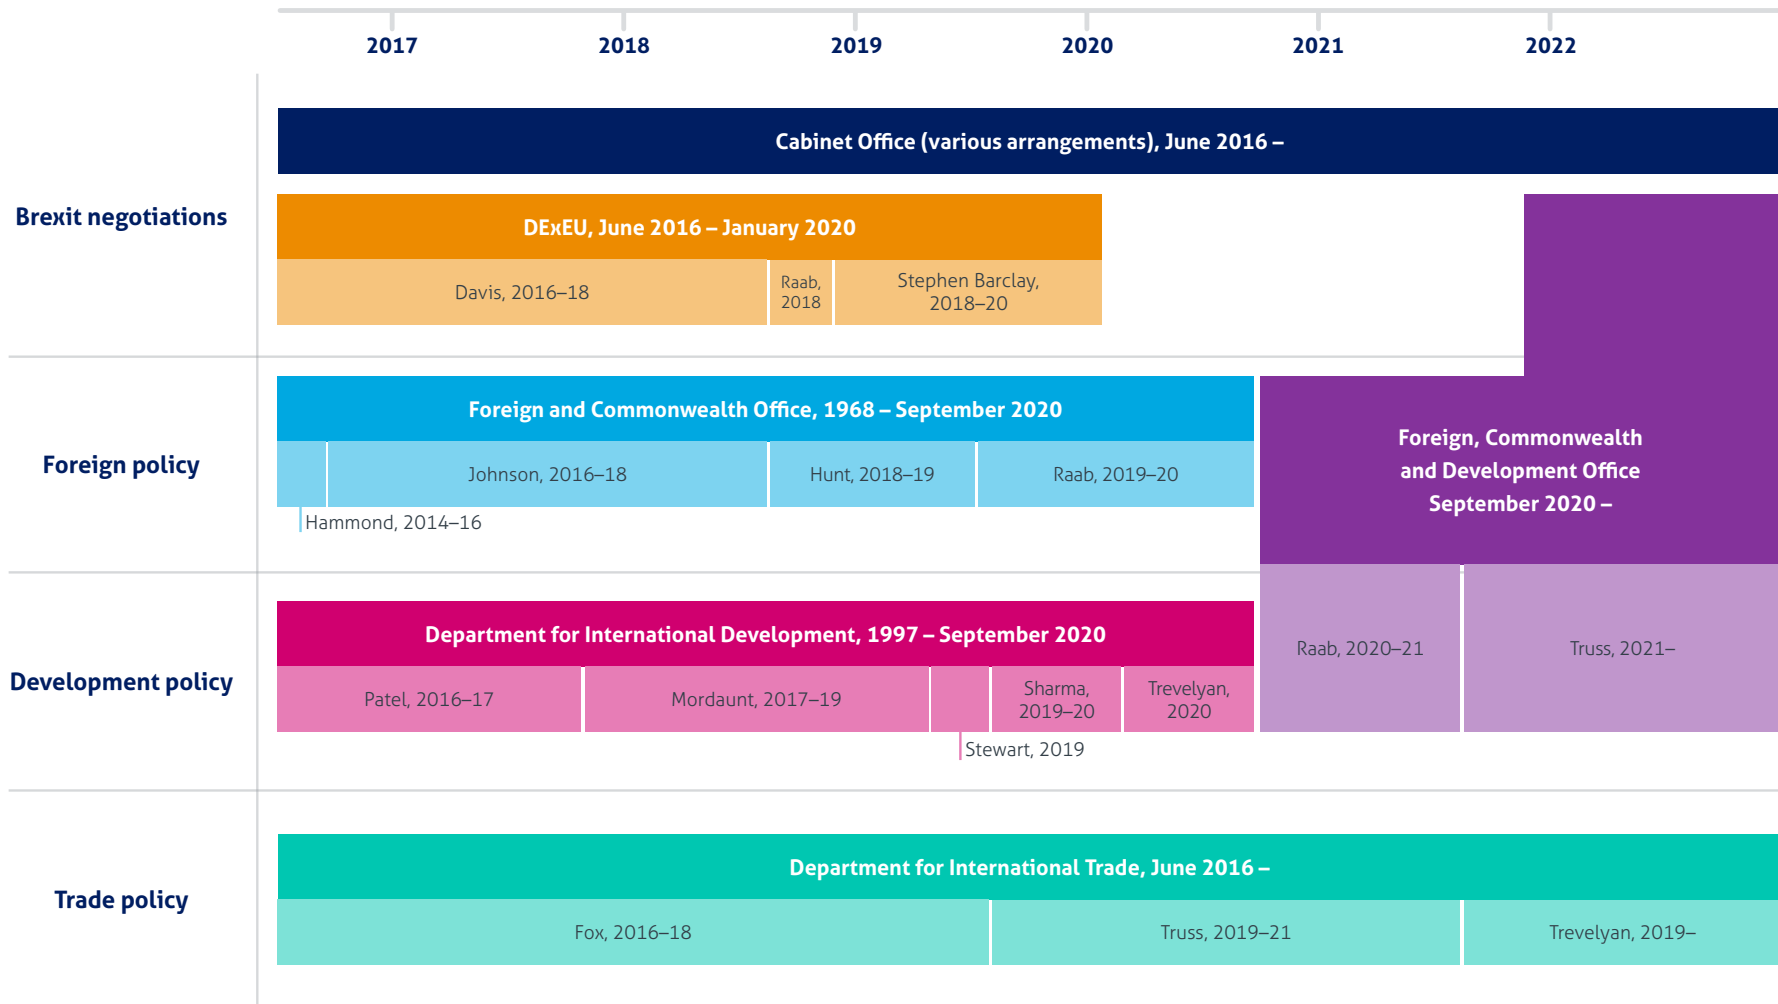 2017 2018 2019 2020 2021 2022
Cabinet Office (various arrangements), June 2016 –
Brexit negotiations
DExEU, June 2016 – January 2020
Davis, 2016–18
Raab,
2018
Stephen Barclay,
2018–20
Foreign policy
Foreign and Commonwealth Office, 1968 – September 2020
Johnson, 2016–18
Hunt, 2018–19
Raab, 2019–20
Hammond, 2014–16
Foreign, Commonwealth
and Development Office
September 2020 –
Raab, 2020–21
Truss, 2021–
Development policy
Department for International Development, 1997 – September 2020
Patel, 2016–17
Mordaunt, 2017–19
Sharma,
2019–20
Trevelyan,
2020
Stewart, 2019
Trade policy
Department for International Trade, June 2016 –
Fox, 2016–18
Truss, 2019–21
Trevelyan, 2019–